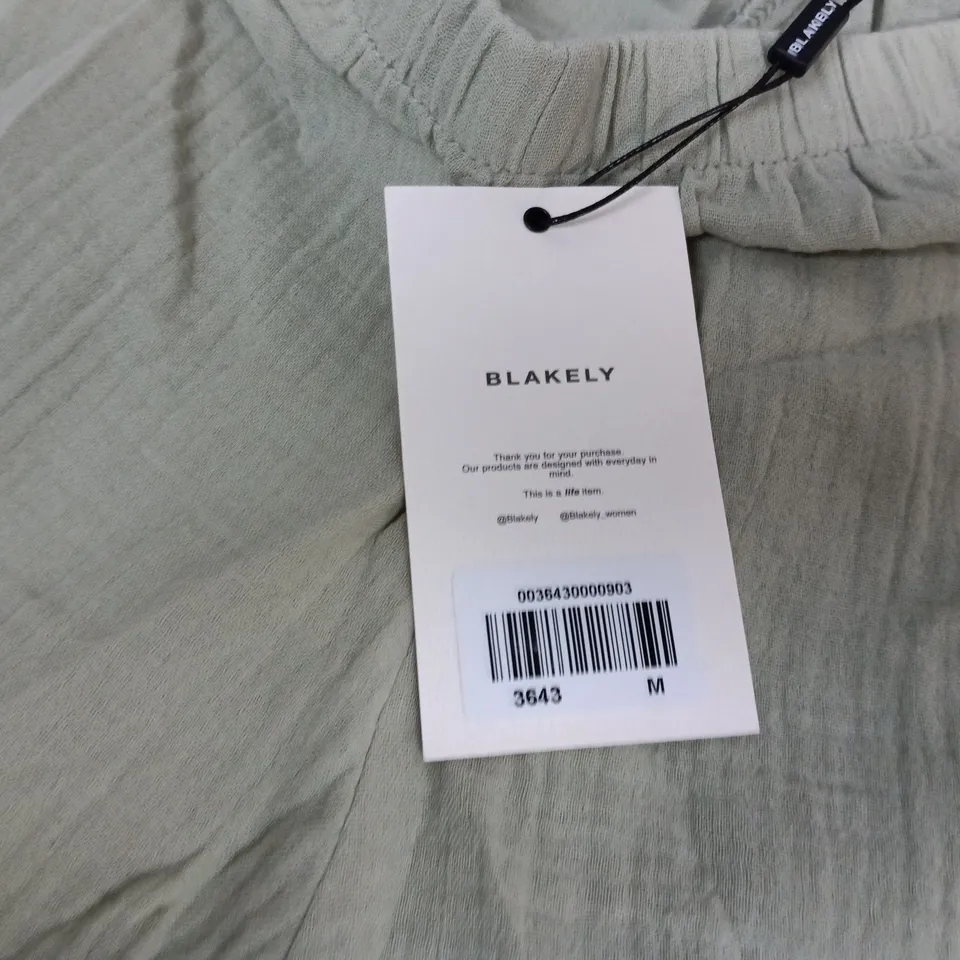 BLAKELY
BLAKELY
Thank you for your purchase.
Our products are designed with everyday in
mind.
This is a life item.
@Blakely @Blakely_women
0036430000903
3643 M